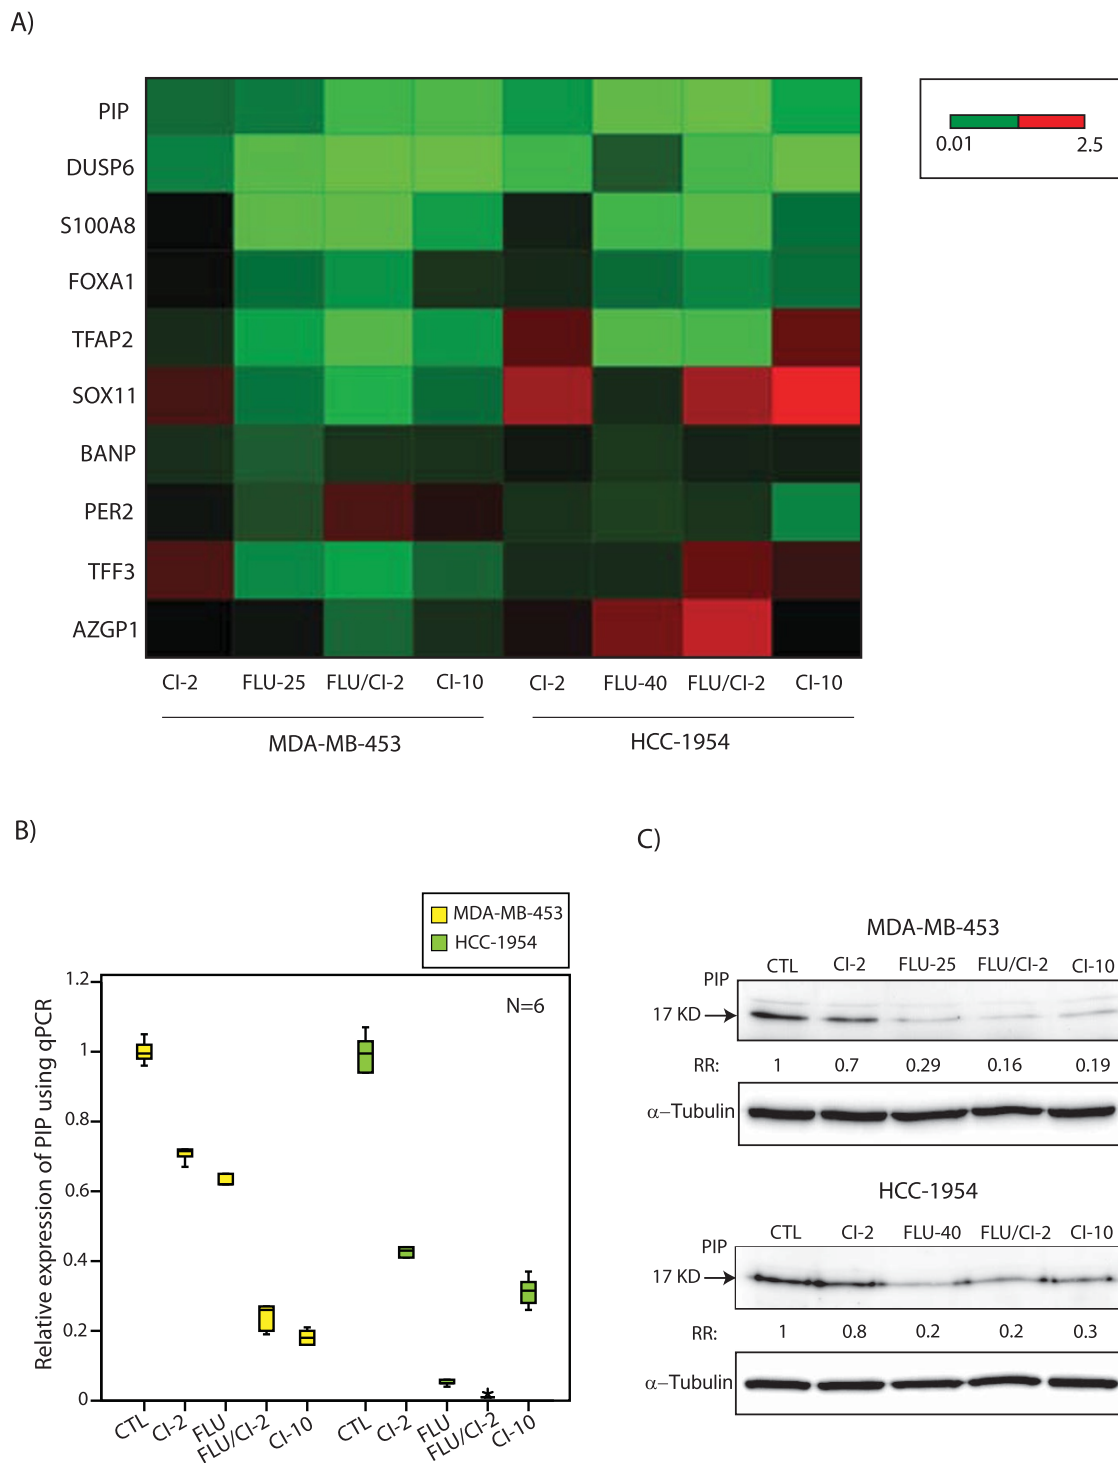 A)
PIP
DUSP6
S100A8
FOXA1
TFAP2
SOX11
BANP
PER2
TFF3
AZGP1
0.01 2.5
CI-2 FLU-25 FLU/CI-2 CI-10 CI-2 FLU-40 FLU/CI-2 CI-10
MDA-MB-453 HCC-1954
B)
MDA-MB-453
HCC-1954
N=6
Relative expression of PIP using qPCR
1.2
1
0.8
0.6
0.4
0.2
0
*
CTL CI-2 FLU FLU/CI-2 CI-10 CTL CI-2 FLU FLU/CI-2 CI-10
C)
MDA-MB-453
CTL CI-2 FLU-25 FLU/CI-2 CI-10
PIP
17 KD
RR: 1 0.7 0.29 0.16 0.19
α–Tubulin
HCC-1954
CTL CI-2 FLU-40 FLU/CI-2 CI-10
PIP
17 KD
RR: 1 0.8 0.2 0.2 0.3
α–Tubulin